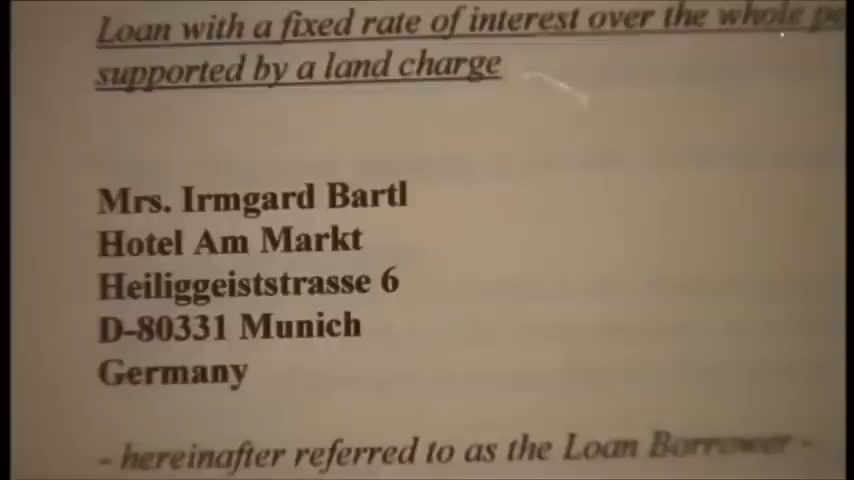 Loan with a fixed rate of interest over the whole
supported by a land charge
Mrs. Irmgard Bartl
Hotel Am Markt
Heiliggeiststrasse 6
D-80331 Munich
Germany
- hereinafter referred to as the Loan Borrower -